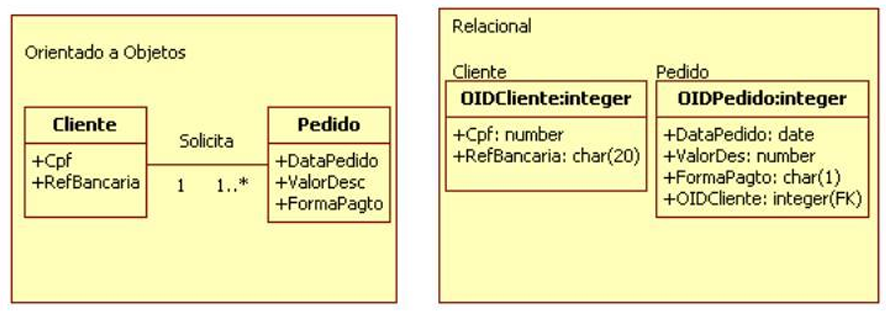 Orientado a Objetos
Cliente
+Cpf
+RefBancaria
Solicita
1 1..*
Pedido
+DataPedido
+ValorDesc
+FormaPagto
Relacional
Cliente
OIDCliente:integer
+Cpf: number
+RefBancaria: char(20)
Pedido
OIDPedido:integer
+DataPedido: date
+ValorDes: number
+FormaPagto: char(1)
+OIDCliente: integer(FK)